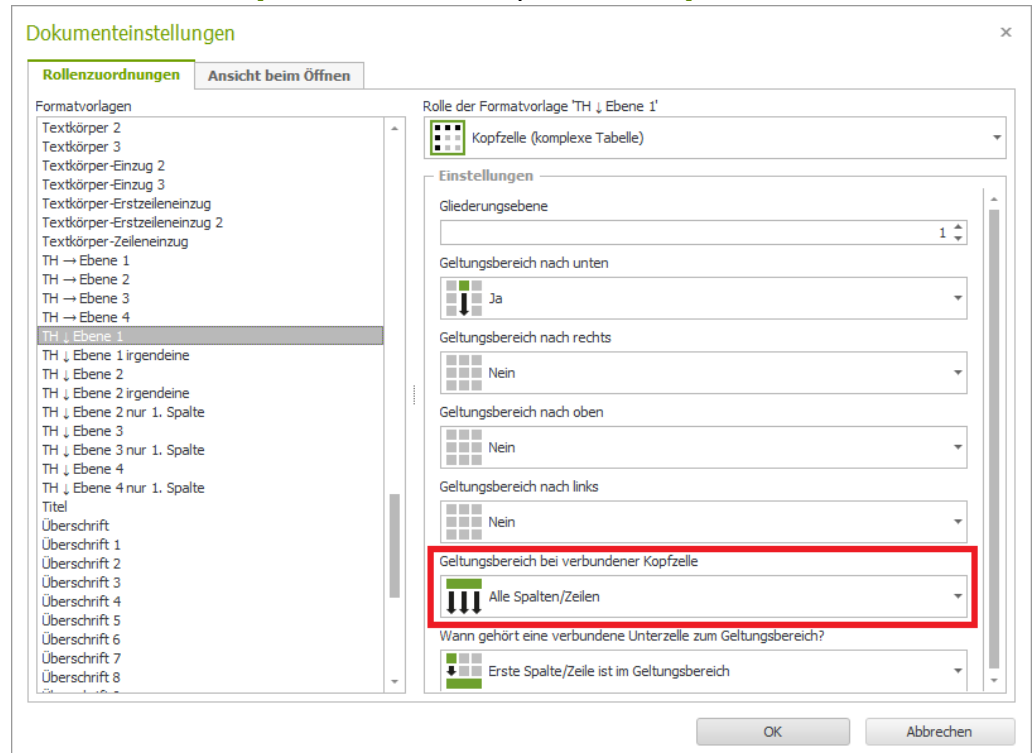 Dokumenteinstellungen
Rollenzuordnungen
Ansicht beim Öffnen
Formatvorlagen
Textkörper 2
Textkörper 3
Textkörper-Einzug 2
Textkörper-Einzug 3
Textkörper-Erstzeileneinzug
Textkörper-Erstzeileneinzug 2
Textkörper-Zeileneinzug
TH → Ebene 1
TH → Ebene 2
TH → Ebene 3
TH → Ebene 4
TH ↓ Ebene 1
TH ↓ Ebene 1 irgendeine
TH ↓ Ebene 2
TH ↓ Ebene 2 irgendeine
TH ↓ Ebene 2 nur 1. Spalte
TH ↓ Ebene 3
TH ↓ Ebene 3 nur 1. Spalte
TH ↓ Ebene 4
TH ↓ Ebene 4 nur 1. Spalte
Titel
Überschrift
Überschrift 1
Überschrift 2
Überschrift 3
Überschrift 4
Überschrift 5
Überschrift 6
Überschrift 7
Überschrift 8
Rolle der Formatvorlage 'TH ↓ Ebene 1'
Kopfzelle (komplexe Tabelle)
Einstellungen
Gliederungsebene
1
Geltungsbereich nach unten
Ja
Geltungsbereich nach rechts
Nein
Geltungsbereich nach oben
Nein
Geltungsbereich nach links
Nein
Geltungsbereich bei verbundener Kopfzelle
Alle Spalten/Zeilen
Wann gehört eine verbundene Unterzelle zum Geltungsbereich?
Erste Spalte/Zeile ist im Geltungsbereich
OK
Abbrechen